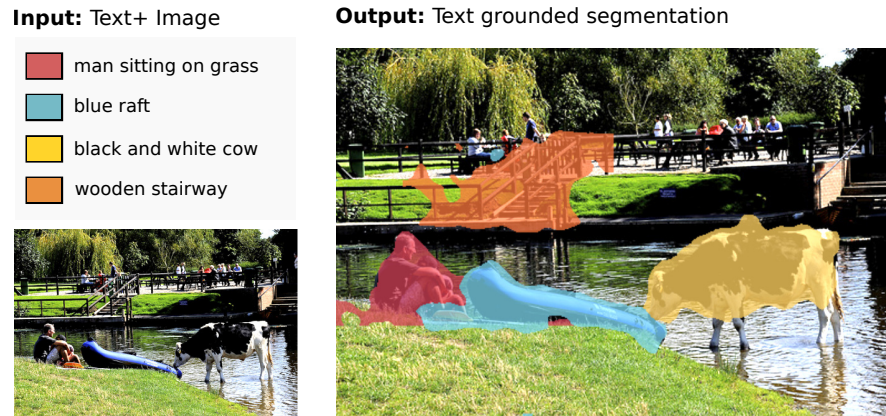 Input: Text+ Image
man sitting on grass
blue raft
black and white cow
wooden stairway
Output: Text grounded segmentation